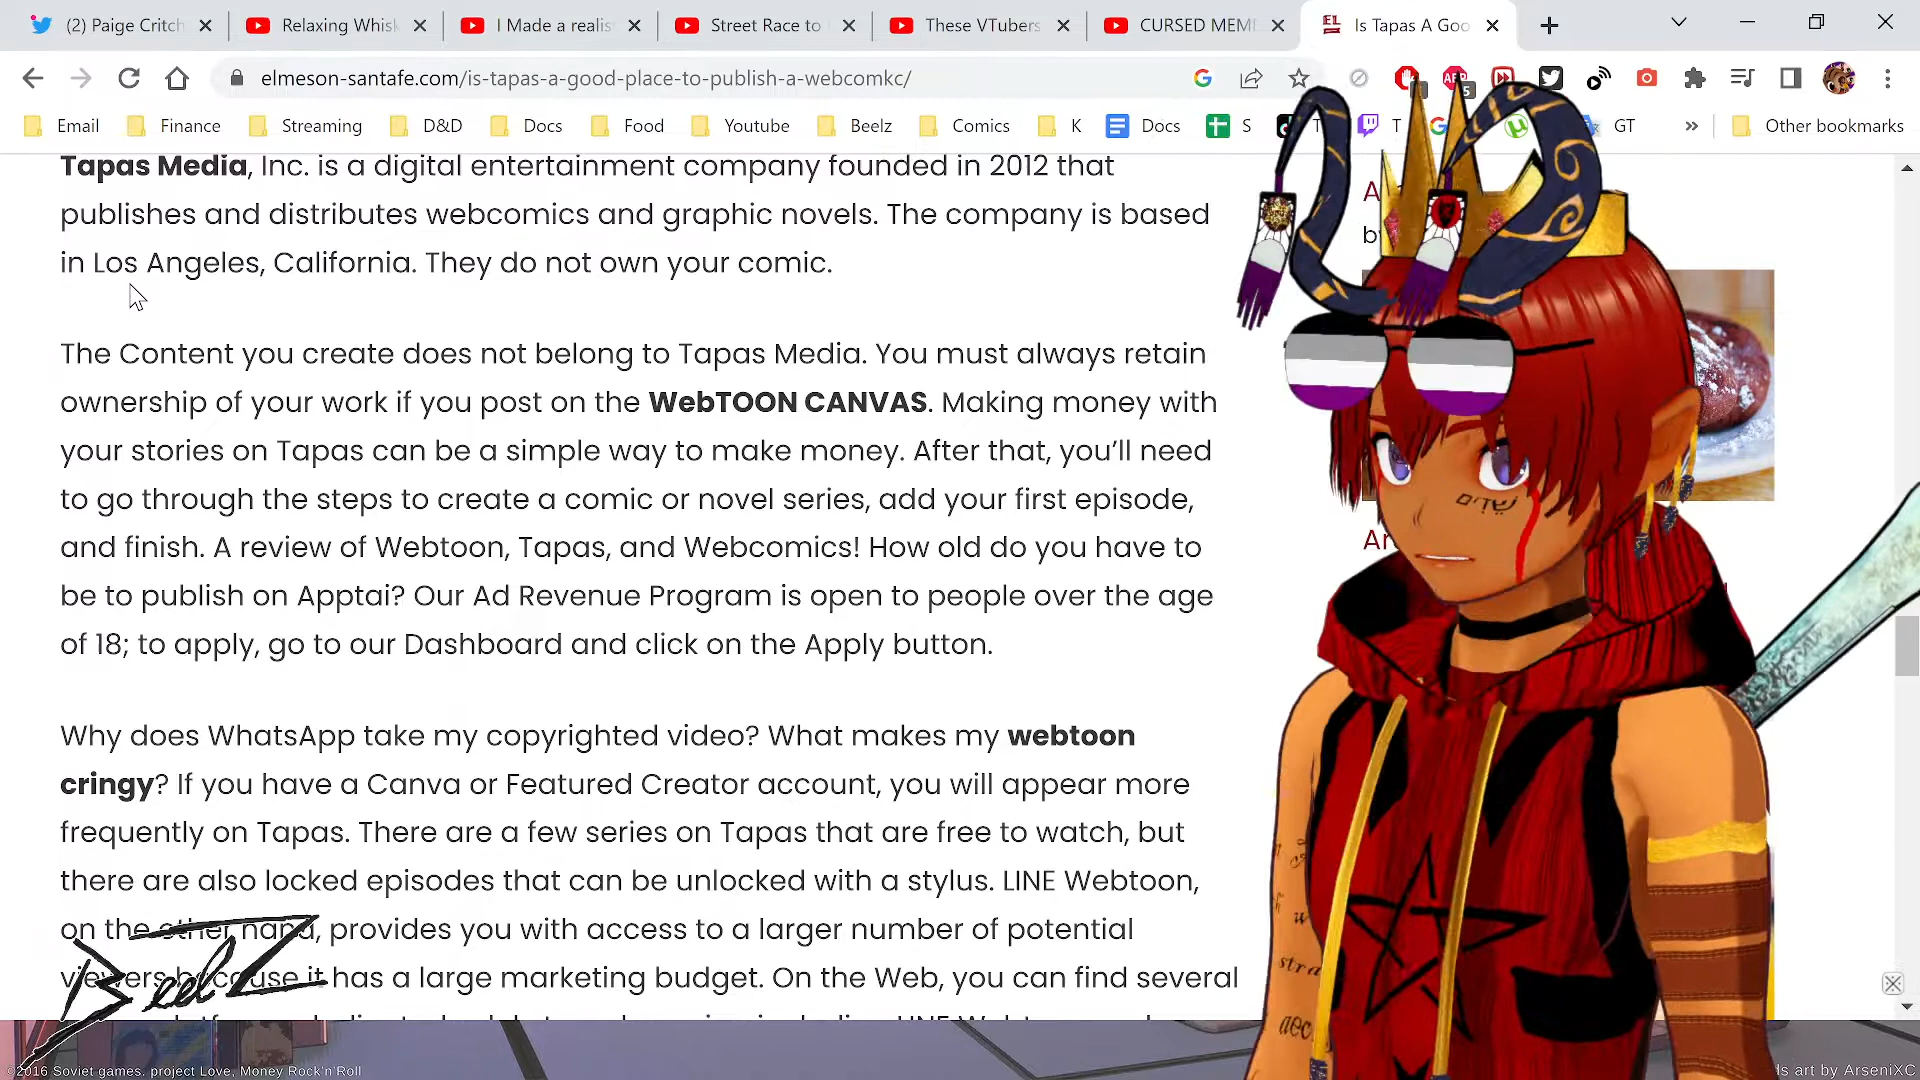 (2) Paige Critch
Relaxing Whisk
I Made a realis
Street Race to
These VTubers
CURSED MEM
Is Tapas A Goo
elmeson-santafe.com/is-tapas-a-good-place-to-publish-a-webcomkc/
Email Finance Streaming D&D Docs Food Youtube Beelz Comics K Docs S T GT » Other bookmarks
Tapas Media, Inc. is a digital entertainment company founded in 2012 that
publishes and distributes webcomics and graphic novels. The company is based
in Los Angeles, California. They do not own your comic.
The Content you create does not belong to Tapas Media. You must always retain
ownership of your work if you post on the WebTOON CANVAS. Making money with
your stories on Tapas can be a simple way to make money. After that, you'll need
to go through the steps to create a comic or novel series, add your first episode,
and finish. A review of Webtoon, Tapas, and Webcomics! How old do you have to
be to publish on Apptai? Our Ad Revenue Program is open to people over the age
of 18; to apply, go to our Dashboard and click on the Apply button.
Why does WhatsApp take my copyrighted video? What makes my webtoon
cringy? If you have a Canva or Featured Creator account, you will appear more
frequently on Tapas. There are a few series on Tapas that are free to watch, but
there are also locked episodes that can be unlocked with a stylus. LINE Webtoon,
on the other hand, provides you with access to a larger number of potential
viewers because it has a large marketing budget. On the Web, you can find several
BeelZ
©2016 Soviet games. project Love, Money Rock'n'Roll
ds art by ArseniXC